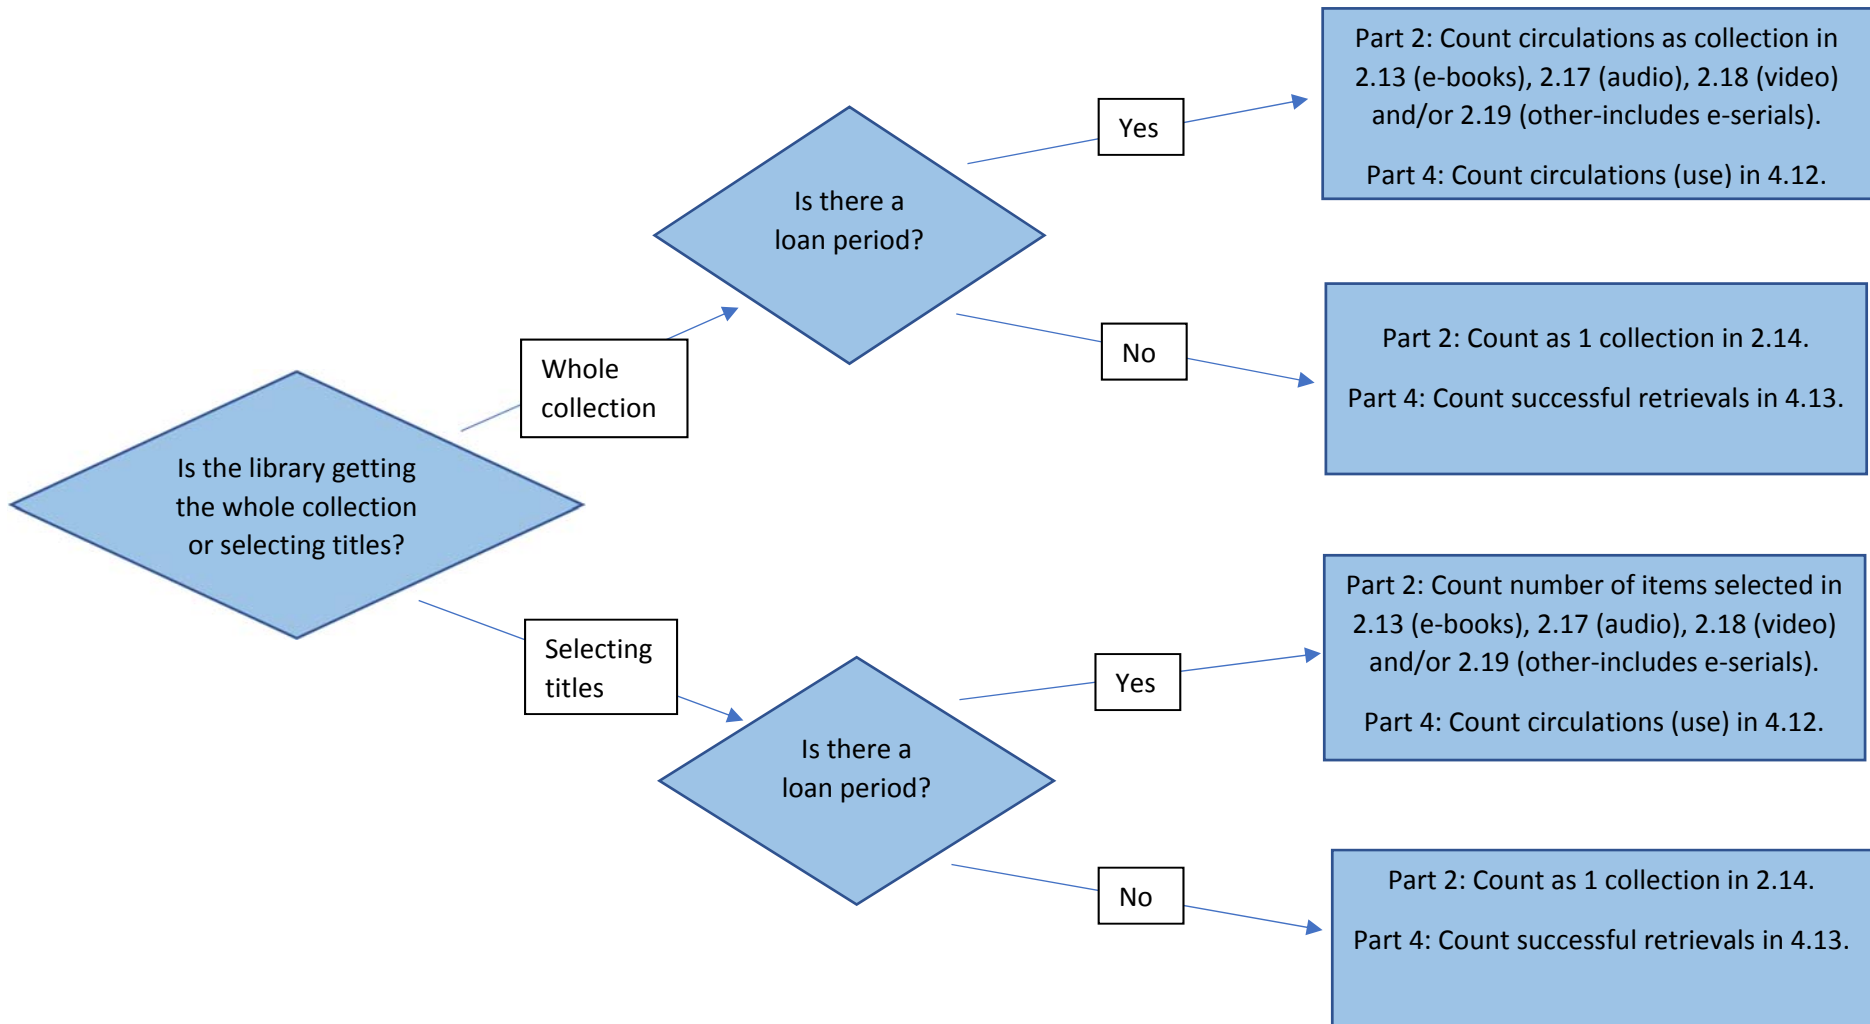 Is the library getting
the whole collection
or selecting titles?
Whole
collection
Is there a
loan period?
Yes
Part 2: Count circulations as collection in
2.13 (e-books), 2.17 (audio), 2.18 (video)
and/or 2.19 (other-includes e-serials).
Part 4: Count circulations (use) in 4.12.
No
Part 2: Count as 1 collection in 2.14.
Part 4: Count successful retrievals in 4.13.
Selecting
titles
Is there a
loan period?
Yes
Part 2: Count number of items selected in
2.13 (e-books), 2.17 (audio), 2.18 (video)
and/or 2.19 (other-includes e-serials).
Part 4: Count circulations (use) in 4.12.
No
Part 2: Count as 1 collection in 2.14.
Part 4: Count successful retrievals in 4.13.